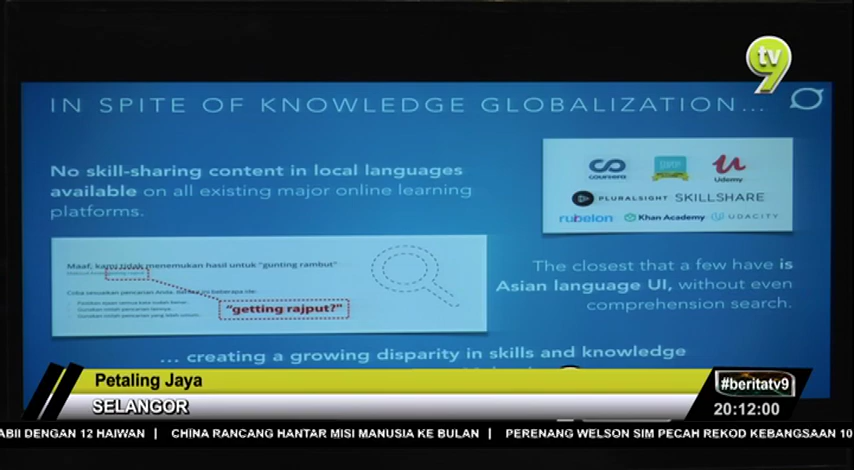 tv9
IN SPITE OF KNOWLEDGE GLOBALIZATION...
No skill-sharing content in local languages
available on all existing major online learning
platforms.
coursera
Udemy
PLURALSIGHT SKILLSHARE
rubelon Khan Academy UDACITY
Maaf, kami tidak menemukan hasil untuk "gunting rambut"
"getting rajput?"
The closest that a few have is
Asian language UI, without even
comprehension search.
... creating a growing disparity in skills and knowledge
Petaling Jaya
SELANGOR
#beritatv9
20:12:00
ABII DENGAN 12 HAIWAN | CHINA RANCANG HANTAR MISI MANUSIA KE BULAN | PERENANG WELSON SIM PECAH REKOD KEBANGSAAN 10